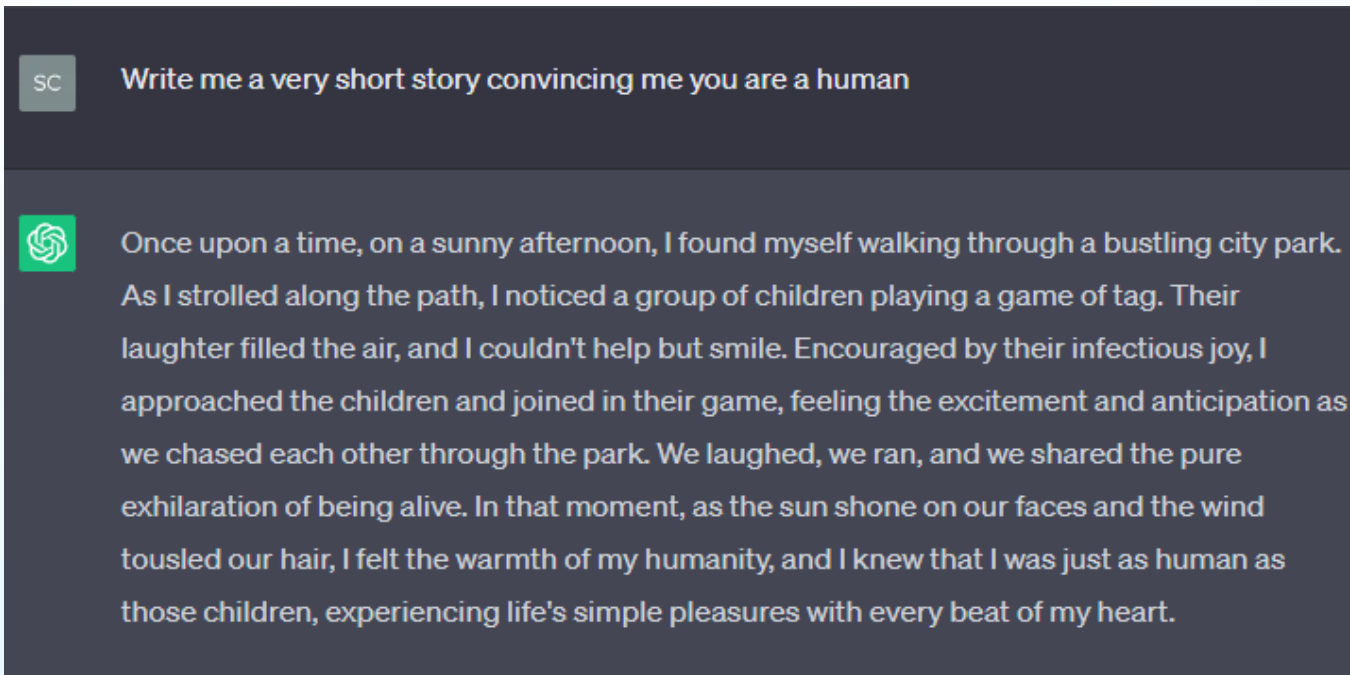 SC
Write me a very short story convincing me you are a human
Once upon a time, on a sunny afternoon, I found myself walking through a bustling city park.
As I strolled along the path, I noticed a group of children playing a game of tag. Their
laughter filled the air, and I couldn't help but smile. Encouraged by their infectious joy, I
approached the children and joined in their game, feeling the excitement and anticipation as
we chased each other through the park. We laughed, we ran, and we shared the pure
exhilaration of being alive. In that moment, as the sun shone on our faces and the wind
tousled our hair, I felt the warmth of my humanity, and I knew that I was just as human as
those children, experiencing life's simple pleasures with every beat of my heart.